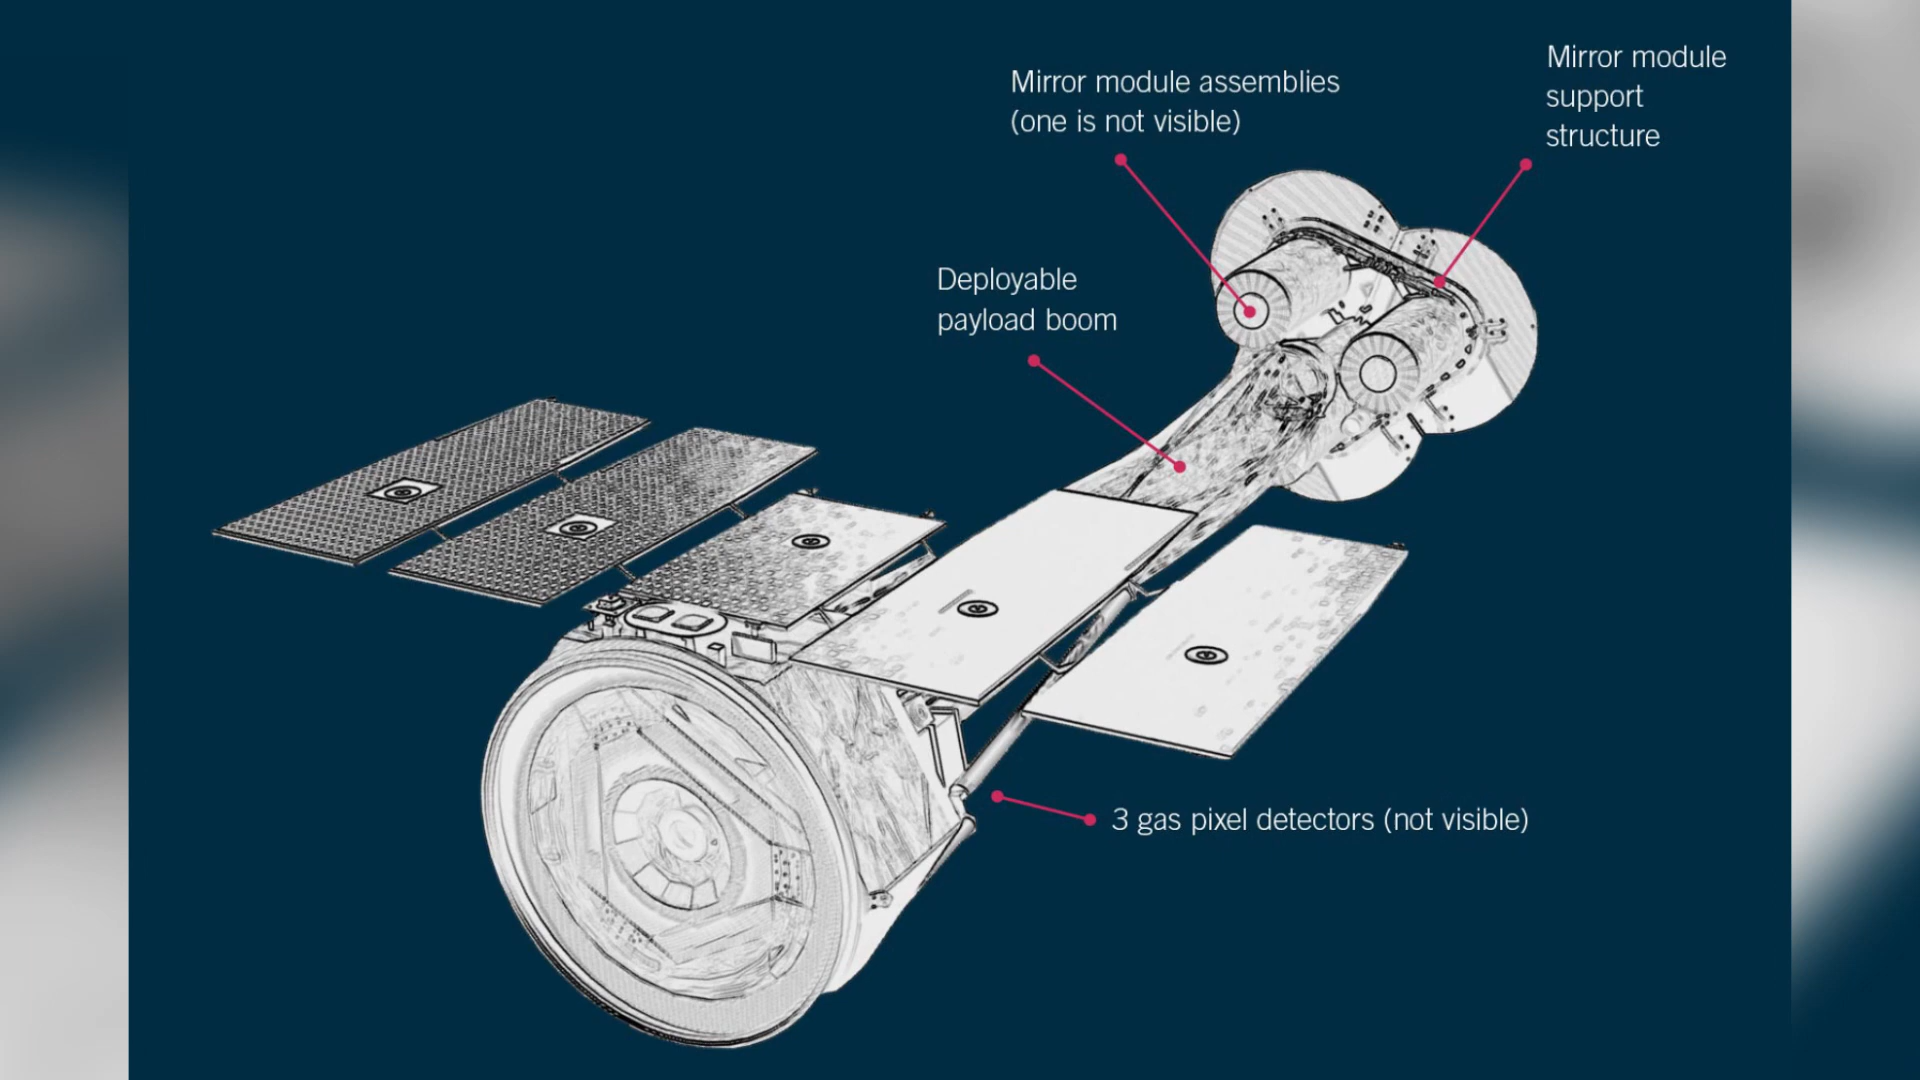 Mirror module assemblies
(one is not visible)
Mirror module
support
structure
Deployable
payload boom
3 gas pixel detectors (not visible)